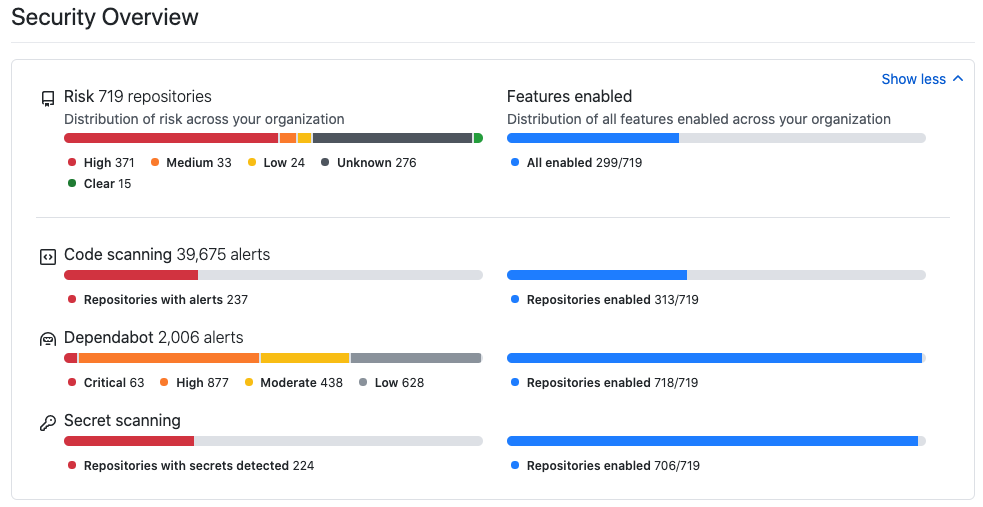 Security Overview
Show less
Risk 719 repositories
Distribution of risk across your organization
High 371 Medium 33 Low 24 Unknown 276
Clear 15
Features enabled
Distribution of all features enabled across your organization
All enabled 299/719
Code scanning 39,675 alerts
Repositories with alerts 237
Repositories enabled 313/719
Dependabot 2,006 alerts
Critical 63 High 877 Moderate 438 Low 628
Repositories enabled 718/719
Secret scanning
Repositories with secrets detected 224
Repositories enabled 706/719